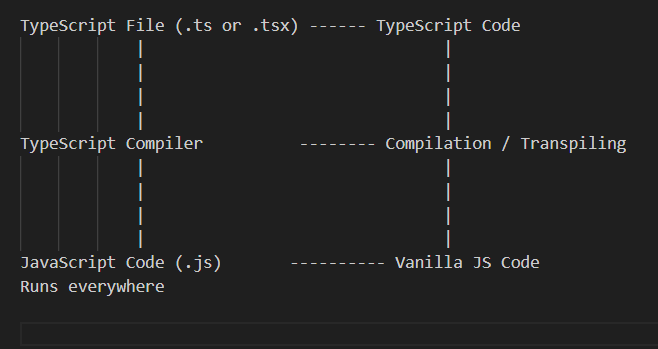 TypeScript File (.ts or .tsx) ------ TypeScript Code
| |
| |
| |
| |
TypeScript Compiler -------- Compilation / Transpiling
| |
| |
| |
| |
JavaScript Code (.js) ---------- Vanilla JS Code
Runs everywhere